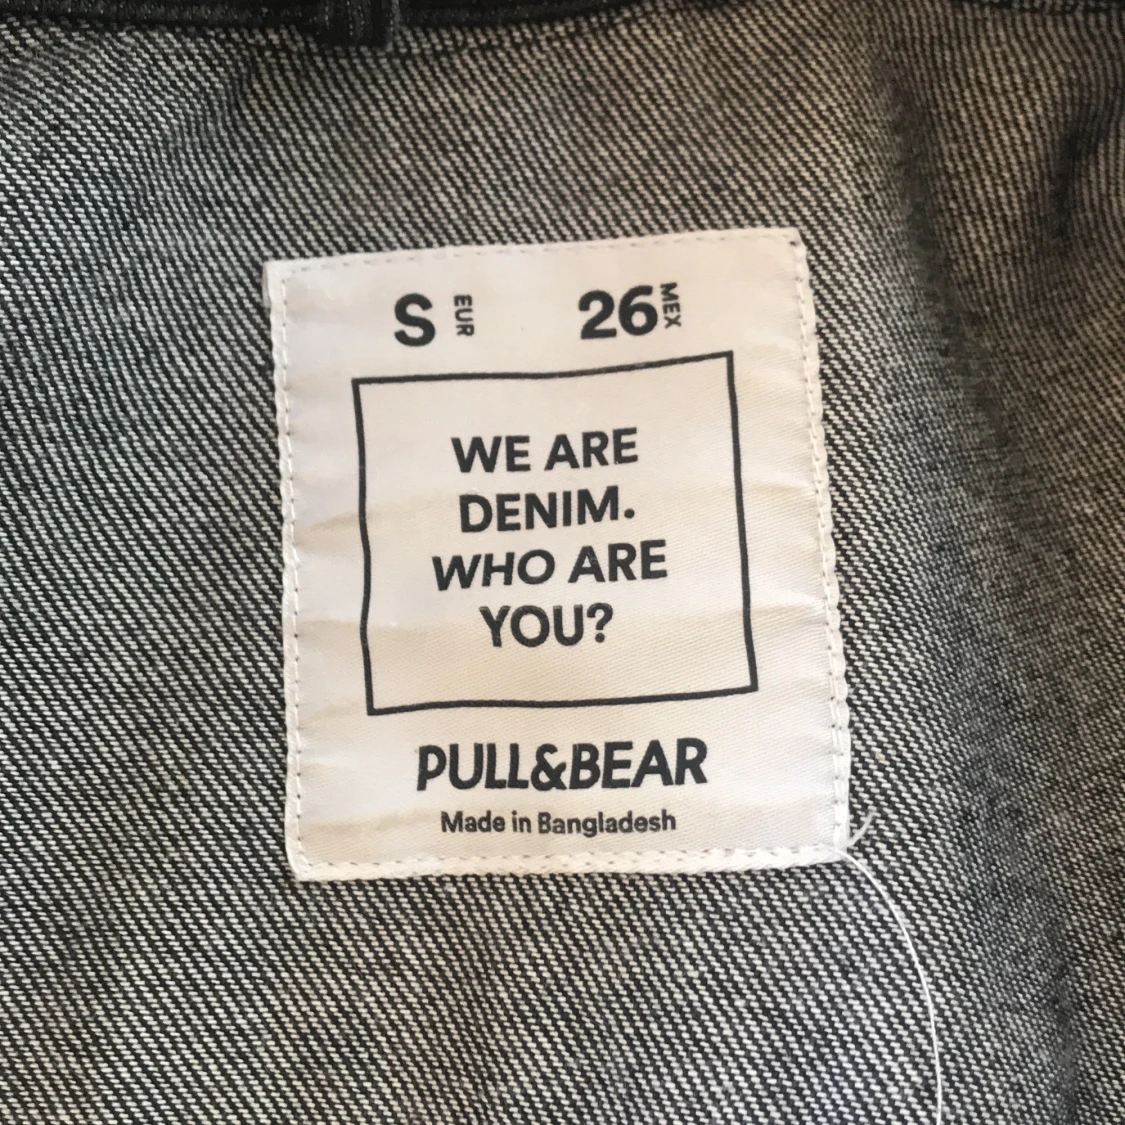 S EUR 26 MEX
WE ARE
DENIM.
WHO ARE
YOU?
PULL&BEAR
Made in Bangladesh